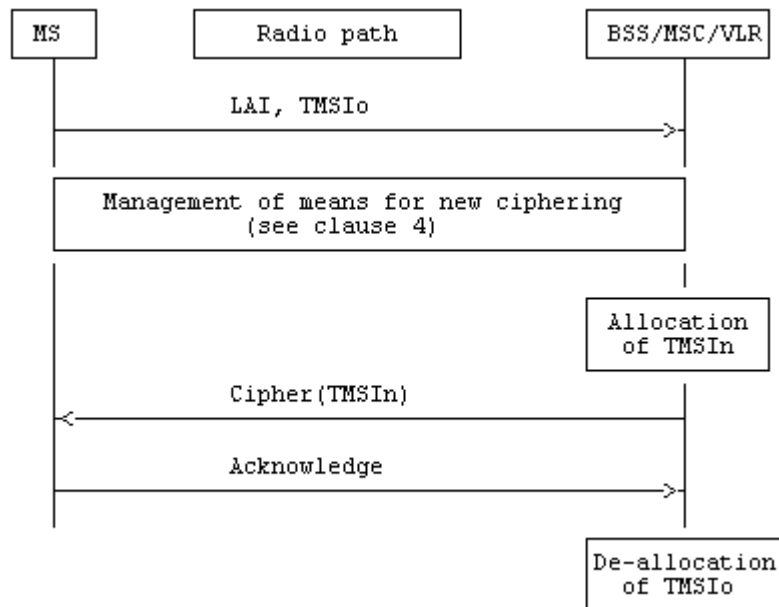 MS
Radio path
BSS/MSC/VLR
LAI, TMSIo
Management of means for new ciphering
(see clause 4)
Allocation
of TMSIn
Cipher(TMSIn)
Acknowledge
De-allocation
of TMSIo